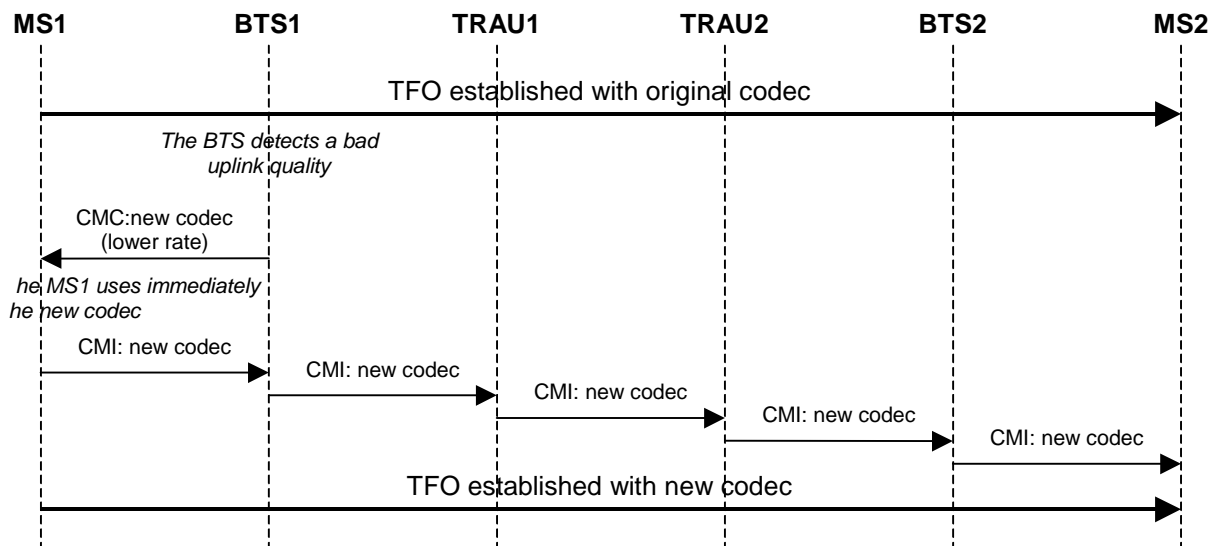 MS1 BTS1 TRAU1 TRAU2 BTS2 MS2
TFO established with original codec
The BTS detects a bad
uplink quality
CMC:new codec
(lower rate)
he MS1 uses immediately
he new codec
CMI: new codec
CMI: new codec
CMI: new codec
CMI: new codec
CMI: new codec
TFO established with new codec